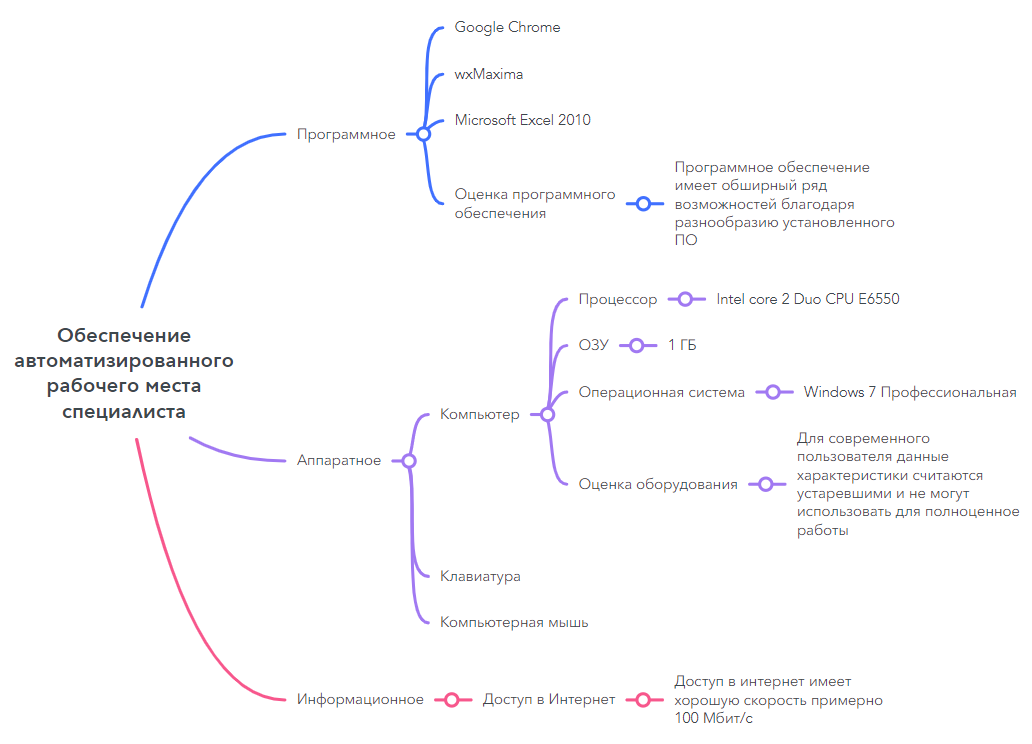 Обеспечение
автоматизированного
рабочего места
специалиста
Программное
Google Chrome
wxMaxima
Microsoft Excel 2010
Оценка программного
обеспечения
Программное обеспечение
имеет обширный ряд
возможностей благодаря
разнообразию установленного
ПО
Аппаратное
Компьютер
Процессор
Intel core 2 Duo CPU E6550
ОЗУ
1 ГБ
Операционная система
Windows 7 Профессиональная
Оценка оборудования
Для современного
пользователя данные
характеристики считаются
устаревшими и не могут
использовать для полноценное
работы
Клавиатура
Компьютерная мышь
Информационное
Доступ в Интернет
Доступ в интернет имеет
хорошую скорость примерно
100 Мбит/с